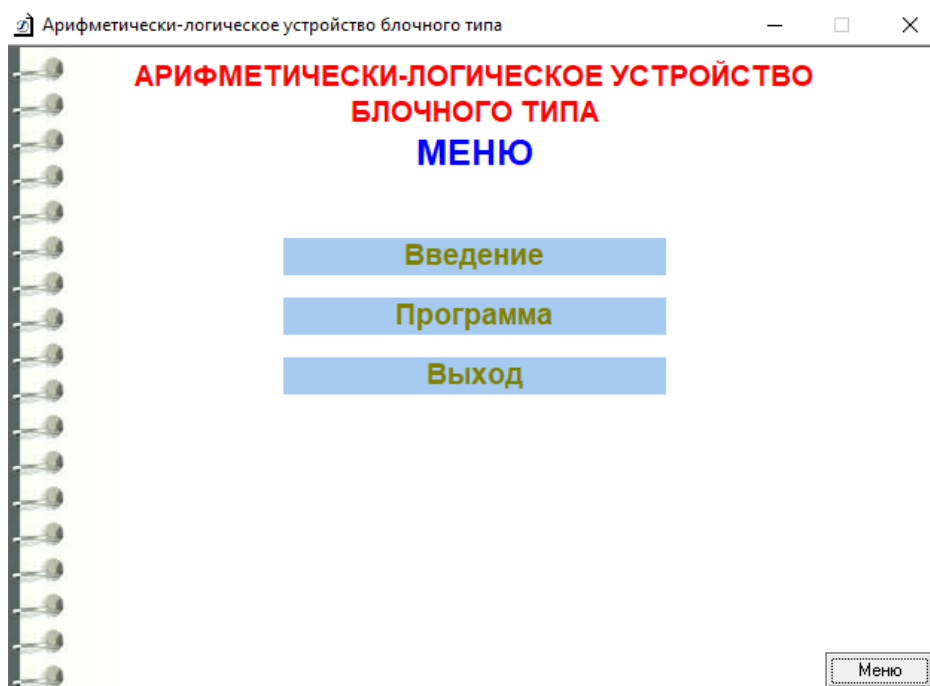 Арифметически-логическое устройство блочного типа
АРИФМЕТИЧЕСКИ-ЛОГИЧЕСКОЕ УСТРОЙСТВО
БЛОЧНОГО ТИПА
МЕНЮ
Введение
Программа
Выход
Меню